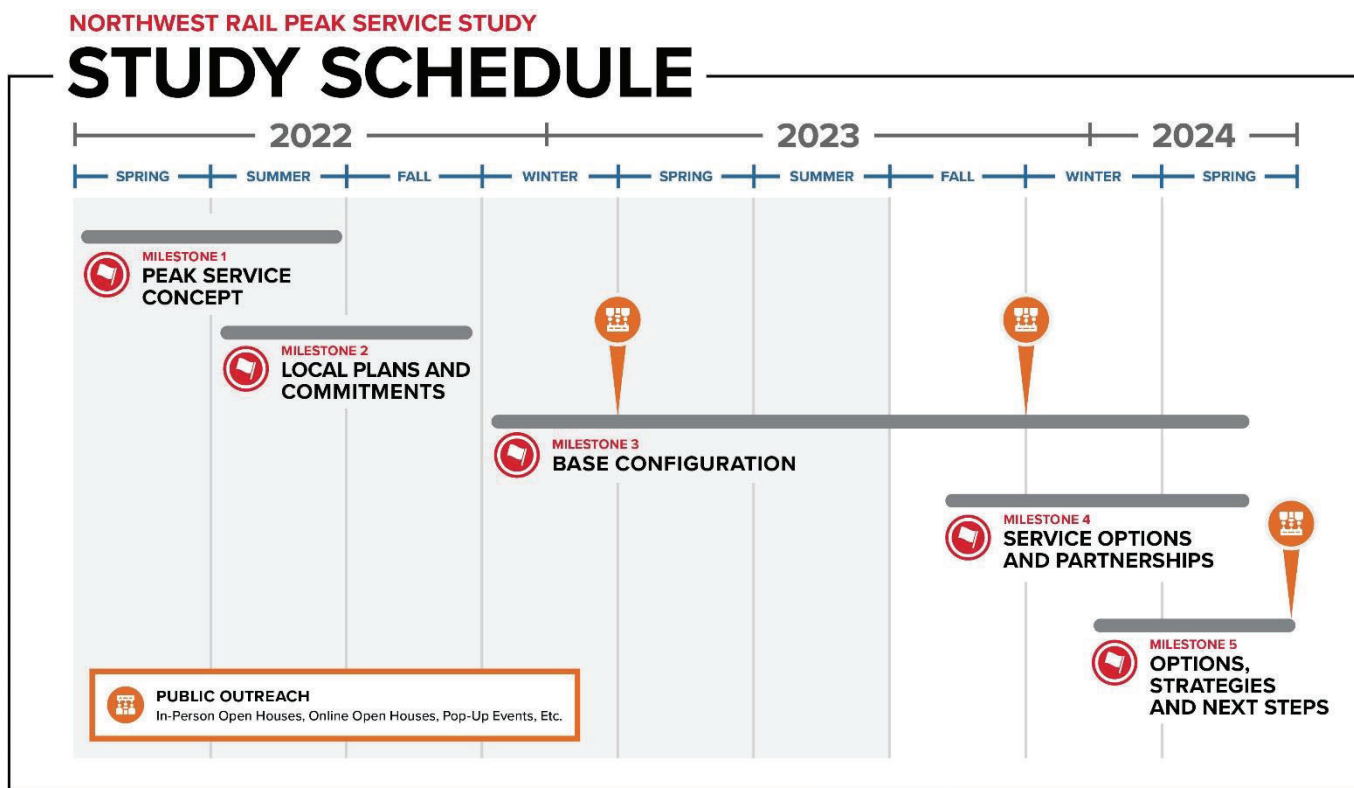 NORTHWEST RAIL PEAK SERVICE STUDY
STUDY SCHEDULE
2022 2023 2024
SPRING SUMMER FALL WINTER SPRING SUMMER FALL WINTER SPRING
MILESTONE 1
PEAK SERVICE
CONCEPT
MILESTONE 2
LOCAL PLANS AND
COMMITMENTS
MILESTONE 3
BASE CONFIGURATION
MILESTONE 4
SERVICE OPTIONS
AND PARTNERSHIPS
MILESTONE 5
OPTIONS,
STRATEGIES
AND NEXT STEPS
PUBLIC OUTREACH
In-Person Open Houses, Online Open Houses, Pop-Up Events, Etc.